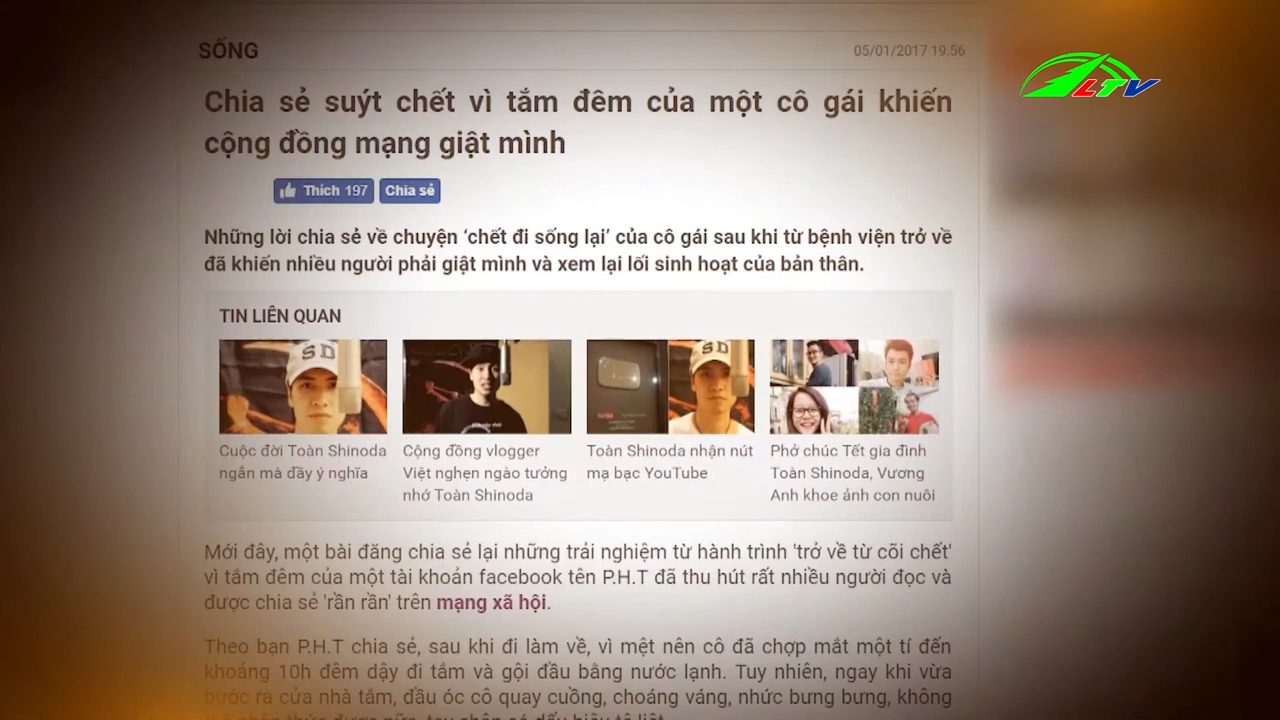 SỐNG
05/01/2017 19:56
LTV
Chia sẻ suýt chết vì tắm đêm của một cô gái khiến
cộng đồng mạng giật mình
Thích 197
Chia sẻ
Những lời chia sẻ về chuyện ‘chết đi sống lại’ của cô gái sau khi từ bệnh viện trở về
đã khiến nhiều người phải giật mình và xem lại lối sinh hoạt của bản thân.
TIN LIÊN QUAN
SD
SD
Cuộc đời Toàn Shinoda
ngắn mà đầy ý nghĩa
Cộng đồng vlogger
Việt nghẹn ngào tưởng
nhớ Toàn Shinoda
Toàn Shinoda nhận nút
mạ bạc YouTube
Phở chúc Tết gia đình
Toàn Shinoda, Vương
Anh khoe ảnh con nuôi
Mới đây, một bài đăng chia sẻ lại những trải nghiệm từ hành trình 'trở về từ cõi chết'
vì tắm đêm của một tài khoản facebook tên P.H.T đã thu hút rất nhiều người đọc và
được chia sẻ 'rần rần' trên mạng xã hội.
Theo bạn P.H.T chia sẻ, sau khi đi làm về, vì mệt nên cô đã chợp mắt một tí đến
khoảng 10h đêm dậy đi tắm và gội đầu bằng nước lạnh. Tuy nhiên, ngay khi vừa
bước ra cửa nhà tắm, đầu óc cô quay cuồng, choáng váng, nhức bưng bưng, không